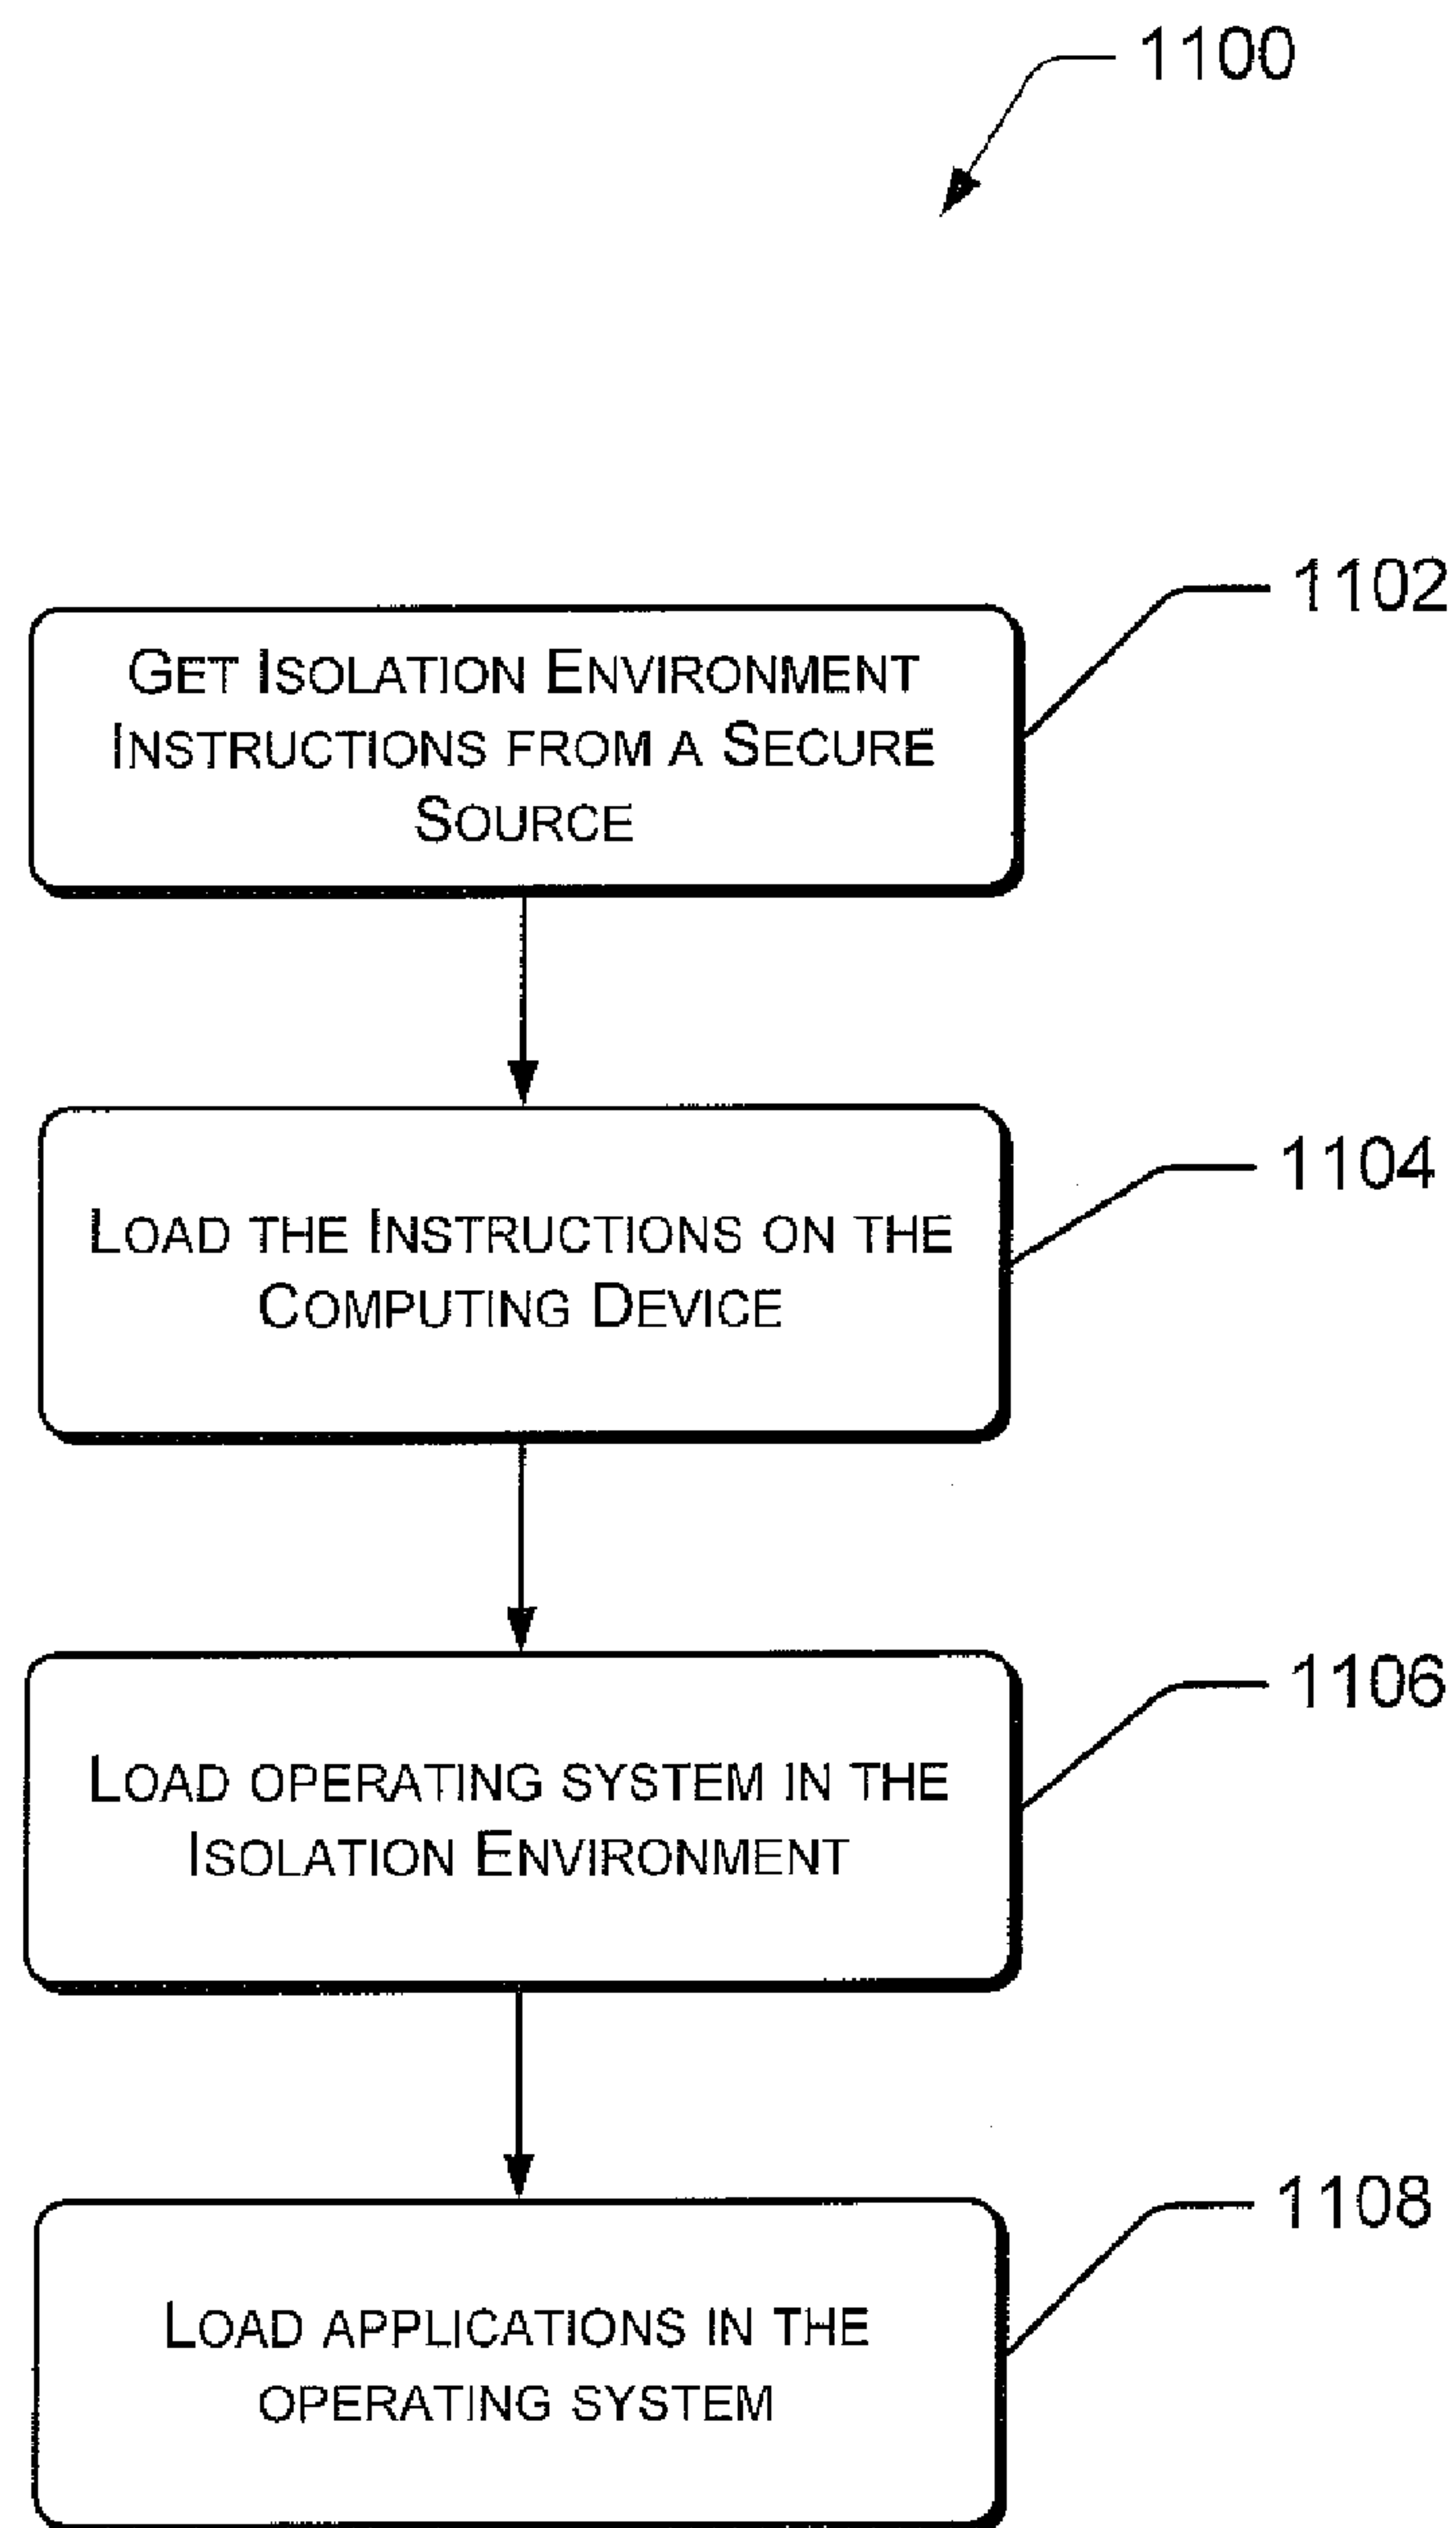 1100
1102
GET ISOLATION ENVIRONMENT
INSTRUCTIONS FROM A SECURE
SOURCE
1104
LOAD THE INSTRUCTIONS ON THE
COMPUTING DEVICE
1106
LOAD OPERATING SYSTEM IN THE
ISOLATION ENVIRONMENT
1108
LOAD APPLICATIONS IN THE
OPERATING SYSTEM